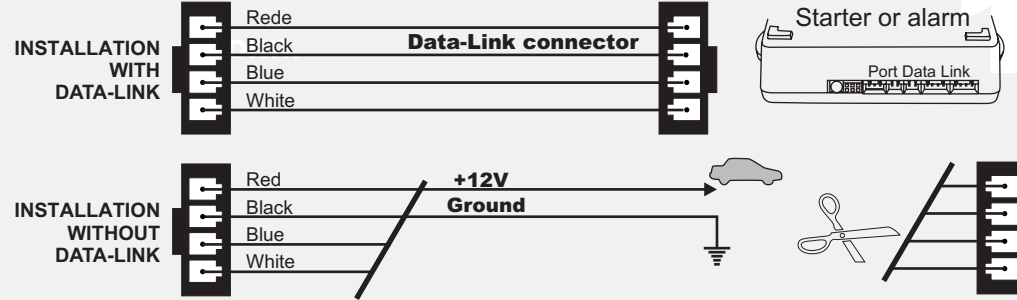 INSTALLATION
WITH
DATA-LINK
Rede
Black
Blue
White
Data-Link connector
Starter or alarm
Port Data Link
INSTALLATION
WITHOUT
DATA-LINK
Red
Black
Blue
White
+12V
Ground